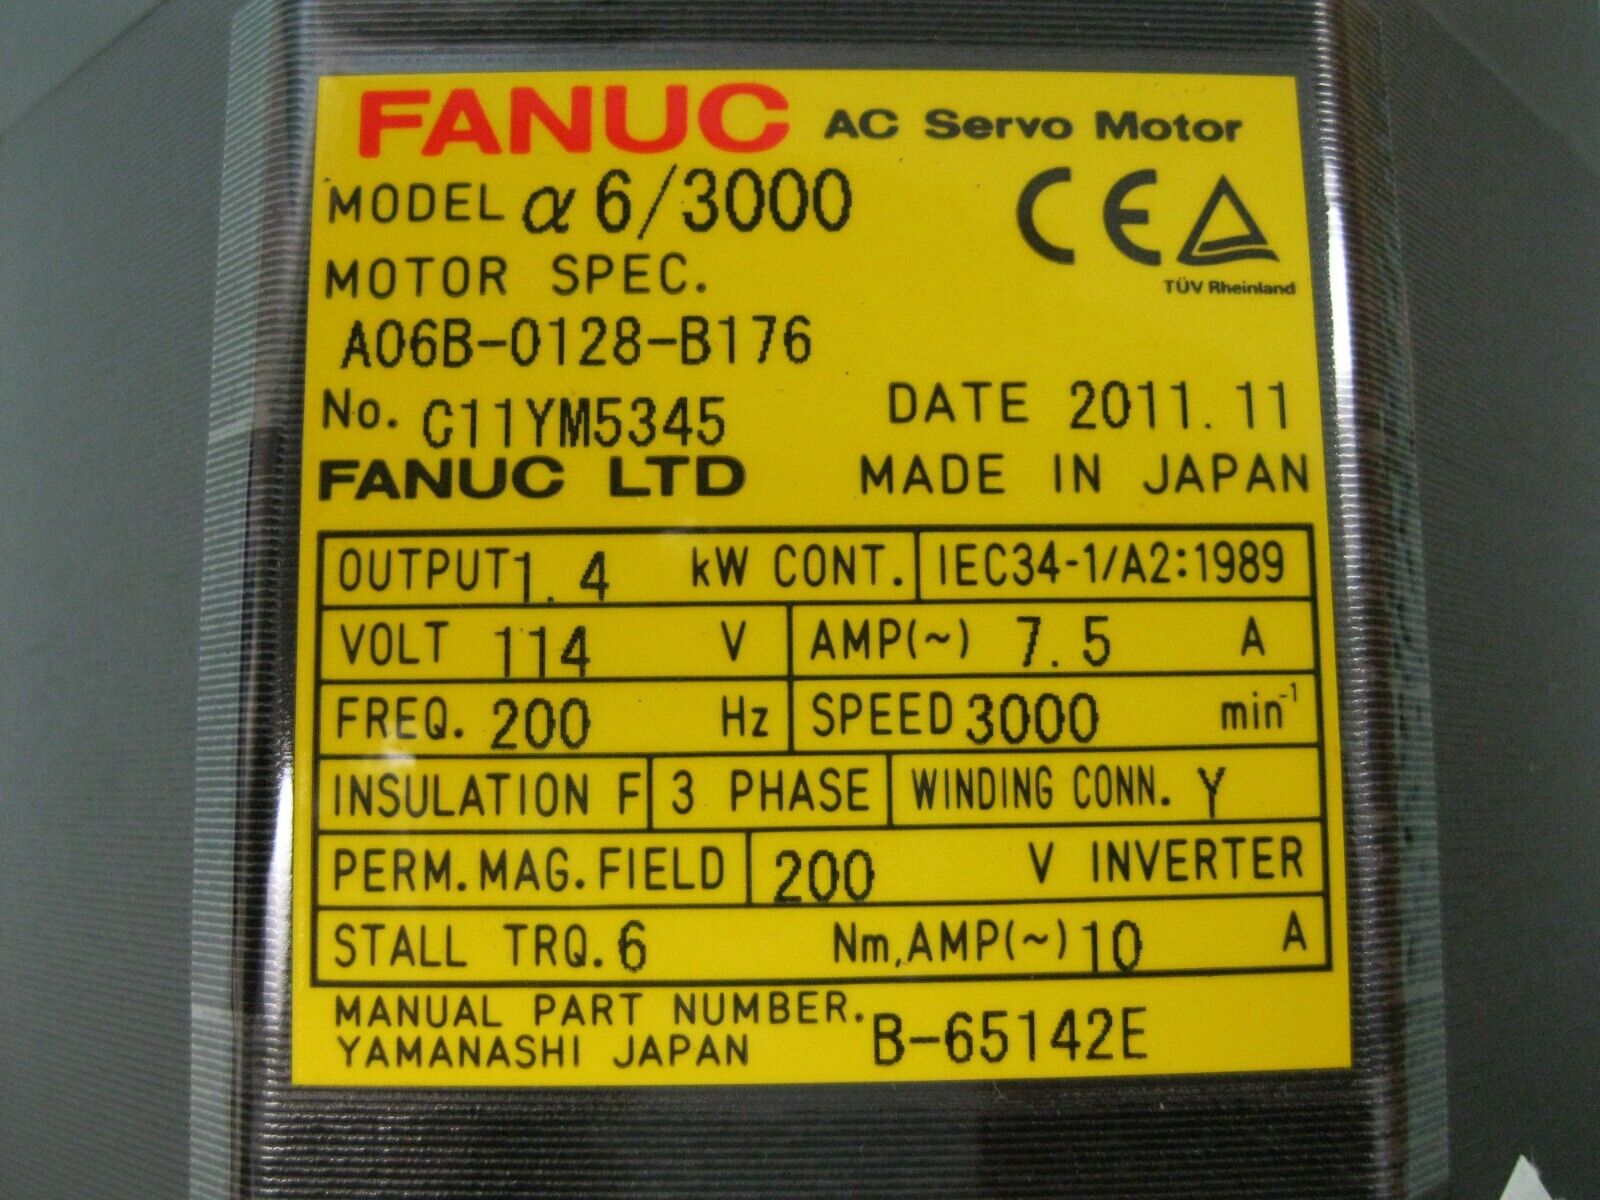 FANUC AC Servo Motor
MODEL α 6/3000
CE
TÜV Rheinland
MOTOR SPEC.
A06B-0128-B176
No. C11YM5345 DATE 2011.11
FANUC LTD MADE IN JAPAN
OUTPUT 1.4 kW CONT. IEC34-1/A2:1989
VOLT 114 V AMP(~) 7.5 A
FREQ. 200 Hz SPEED 3000 min⁻¹
INSULATION F 3 PHASE WINDING CONN. Y
PERM.MAG.FIELD 200 V INVERTER
STALL TRQ. 6 Nm,AMP(~) 10 A
MANUAL PART NUMBER. B-65142E
YAMANASHI JAPAN